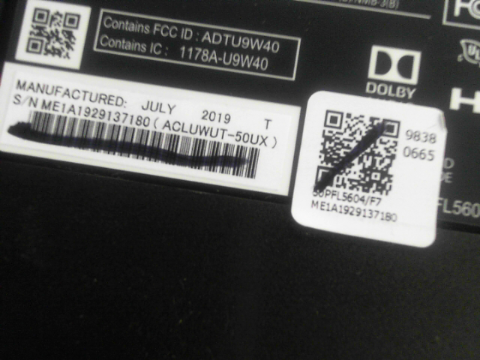 Contains FCC ID : ADTU9W40
Contains IC : 1178A-U9W40
DOLBY
MANUFACTURED: JULY 2019 T
S/N ME1A1929137180 ( ACLUWUT-50UX )
9838
0665
50PFL5604/F7
ME1A1929137180